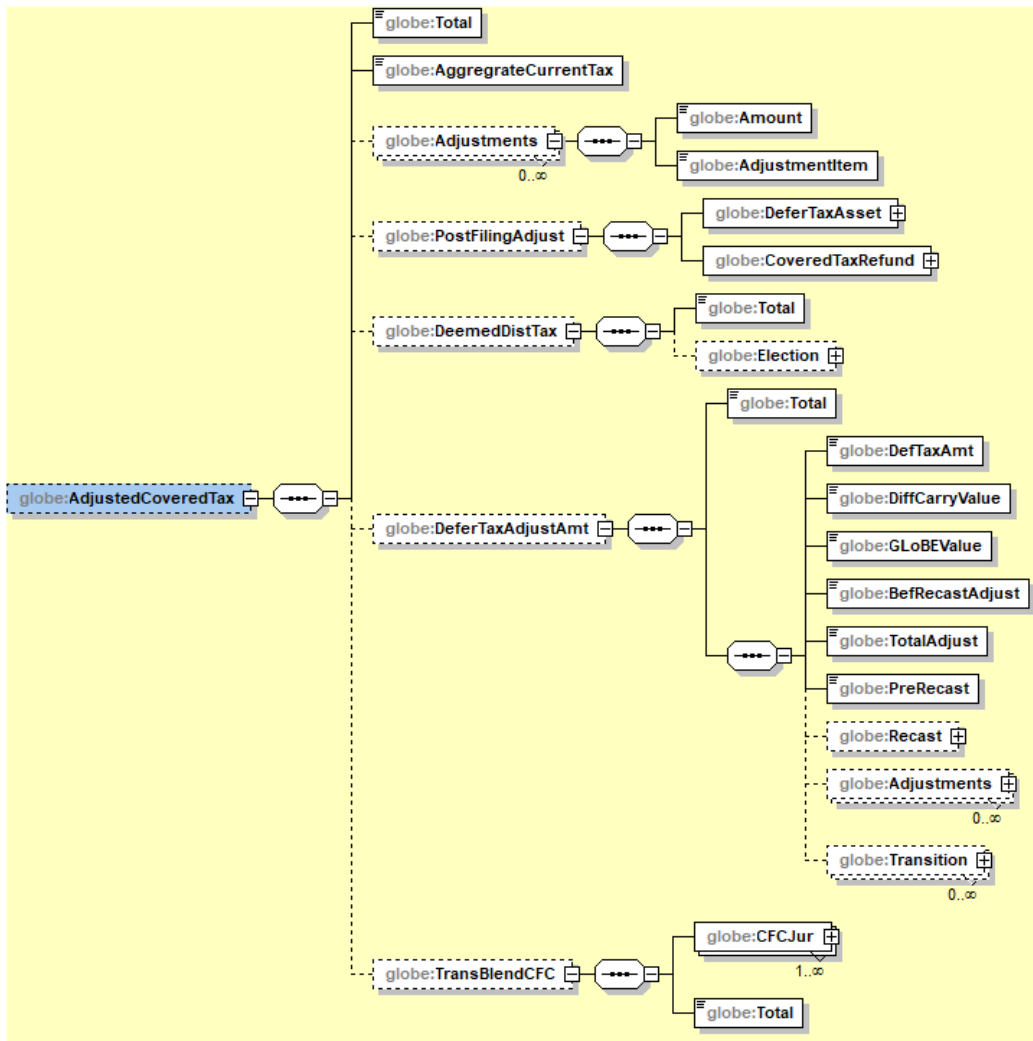 globe:Total
globe:AggregrateCurrentTax
globe:Adjustments
0..∞
globe:Amount
globe:AdjustmentItem
globe:PostFilingAdjust
globe:DeferTaxAsset
globe:CoveredTaxRefund
globe:DeemedDistTax
globe:Total
globe:Election
globe:AdjustedCoveredTax
globe:DeferTaxAdjustAmt
globe:Total
globe:DefTaxAmt
globe:DiffCarryValue
globe:GLoBEValue
globe:BefRecastAdjust
globe:TotalAdjust
globe:PreRecast
globe:Recast
globe:Adjustments
0..∞
globe:Transition
0..∞
globe:TransBlendCFC
globe:CFCJur
1..∞
globe:Total